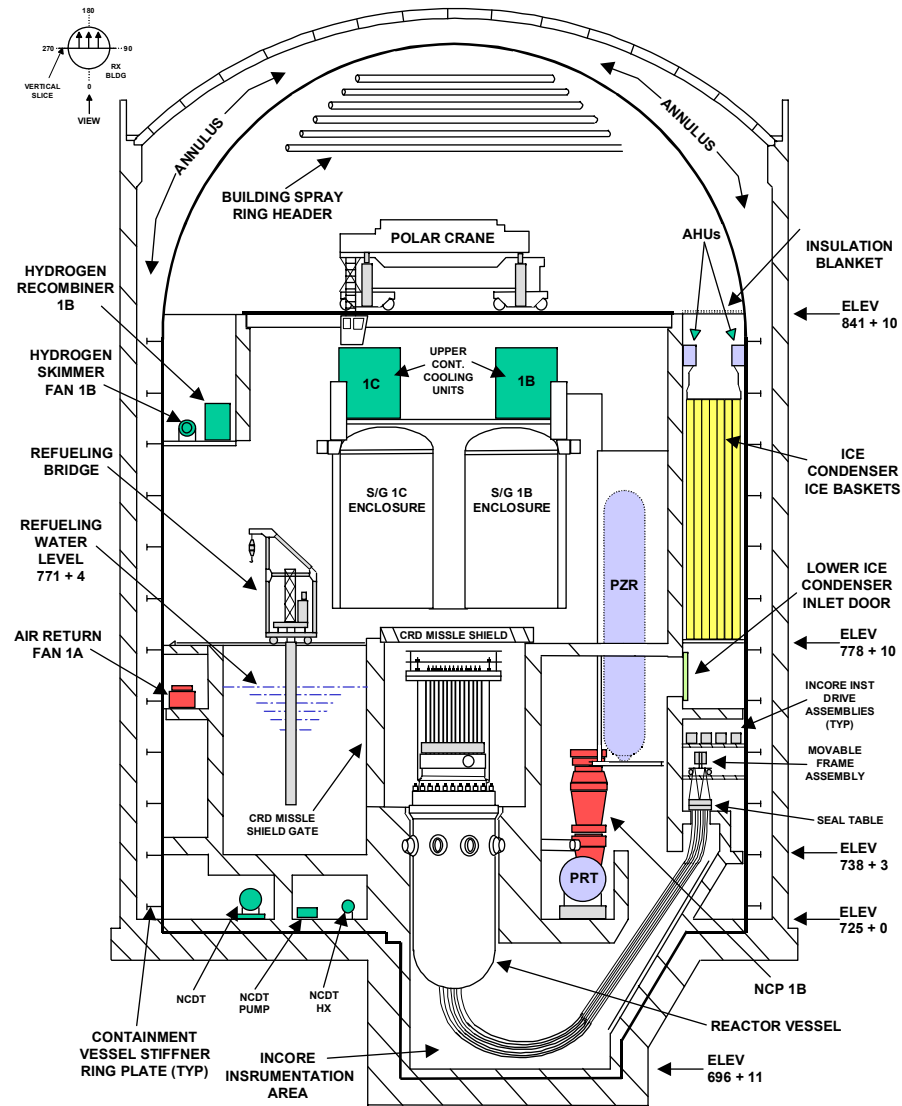 180
270
90
RX
BLDG
VERTICAL
SLICE
0
VIEW
ANNULUS
ANNULUS
BUILDING SPRAY
RING HEADER
POLAR CRANE
AHUs
INSULATION
BLANKET
HYDROGEN
RECOMBINER
1B
ELEV
841 + 10
HYDROGEN
SKIMMER
FAN 1B
1C
UPPER
CONT.
COOLING
UNITS
1B
REFUELING
BRIDGE
ICE
CONDENSER
ICE BASKETS
S/G 1C
ENCLOSURE
S/G 1B
ENCLOSURE
REFUELING
WATER
LEVEL
771 + 4
PZR
LOWER ICE
CONDENSER
INLET DOOR
AIR RETURN
FAN 1A
CRD MISSLE SHIELD
ELEV
778 + 10
INCORE INST
DRIVE
ASSEMBLIES
(TYP)
MOVABLE
FRAME
ASSEMBLY
SEAL TABLE
CRD MISSLE
SHIELD GATE
ELEV
738 + 3
PRT
ELEV
725 + 0
NCDT
NCDT
PUMP
NCDT
HX
NCP 1B
REACTOR VESSEL
CONTAINMENT
VESSEL STIFFNER
RING PLATE (TYP)
INCORE
INSRUMENTATION
AREA
ELEV
696 + 11